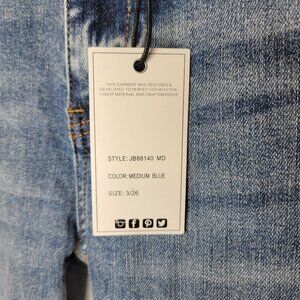 THIS GARMENT WAS DESIGNED &
DEVELOPED TO PERFECTION WITH THE
FINEST MATERIAL AND CRAFTSMANSHIP
STYLE: JB88140 MD
COLOR: MEDIUM BLUE
SIZE: 3/26